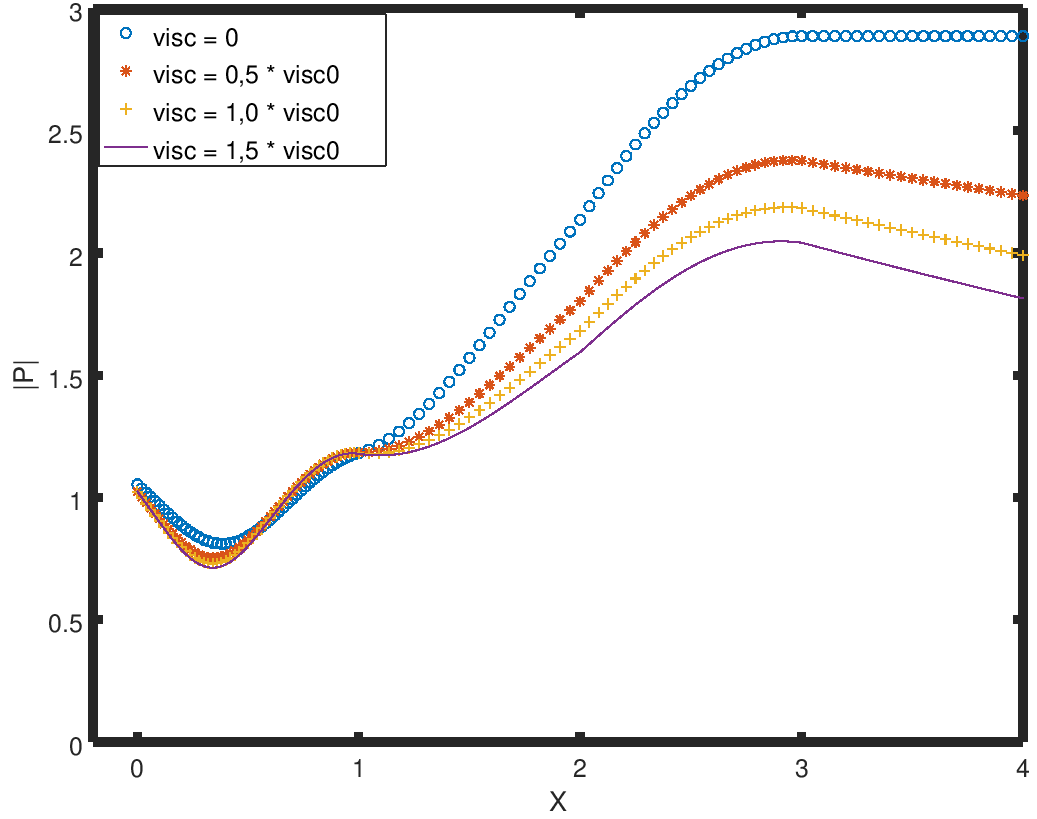 visc = 0
visc = 0,5 * visc0
visc = 1,0 * visc0
visc = 1,5 * visc0
3
2.5
2
1.5
1
0.5
0
|P|
0 1 2 3 4
X